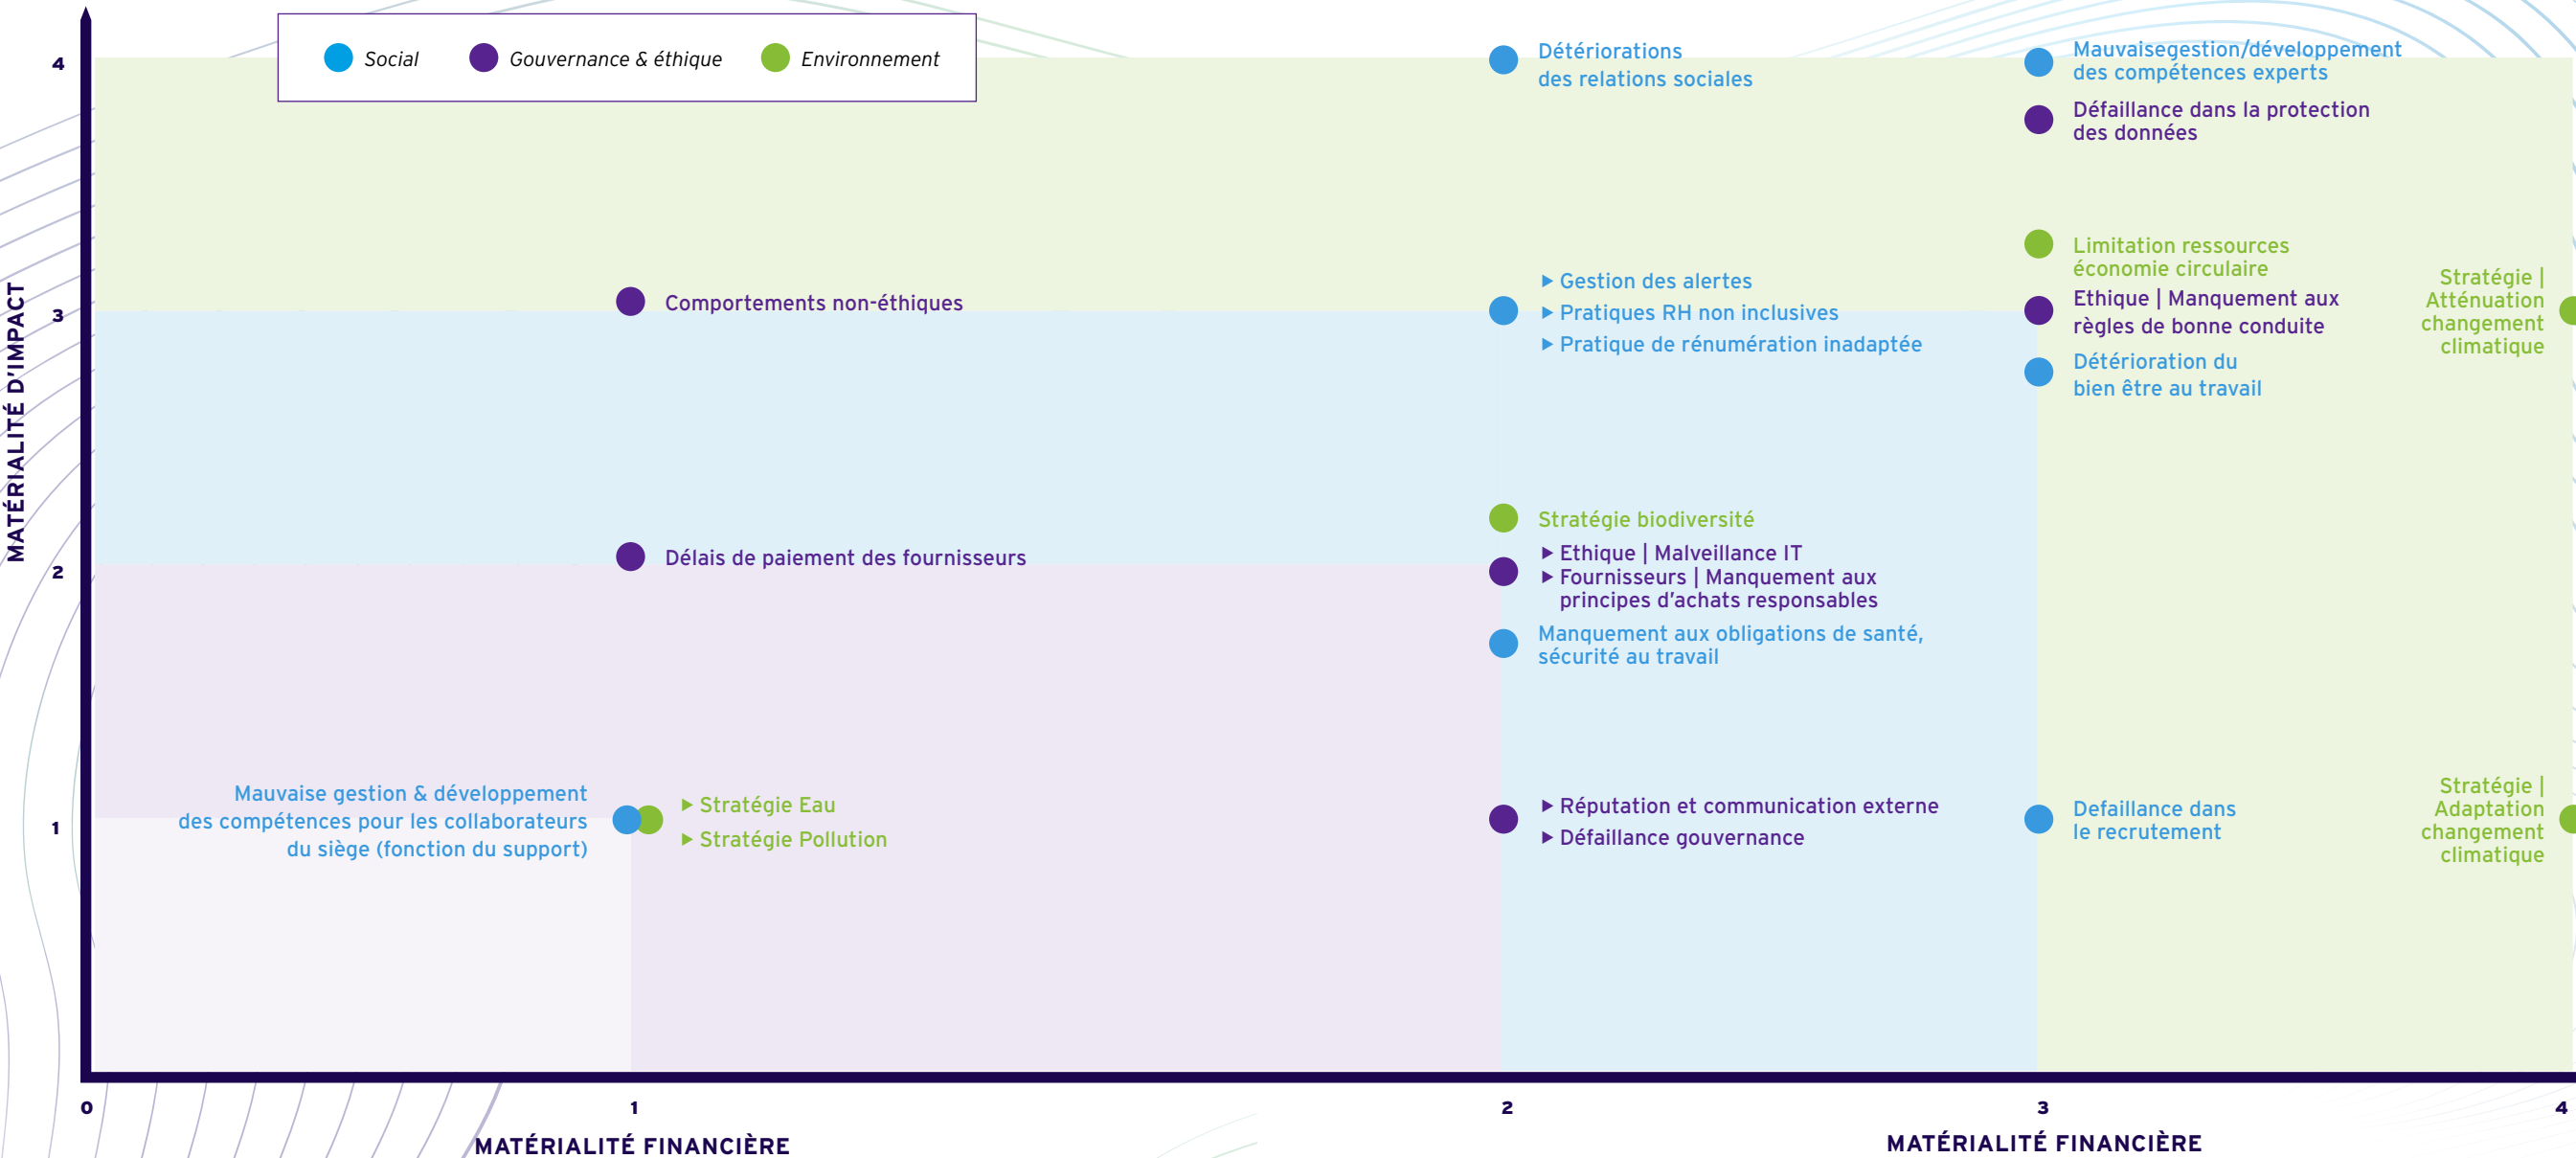 Social
Gouvernance & éthique
Environnement
MATÉRIALITÉ D'IMPACT
4
3
2
1
Détériorations
des relations sociales
Mauvaisegestion/développement
des compétences experts
Défaillance dans la protection
des données
Limitation ressources
économie circulaire
Stratégie |
Atténuation
changement
climatique
Ethique | Manquement aux
règles de bonne conduite
Détérioration du
bien être au travail
Comportements non-éthiques
▶ Gestion des alertes
▶ Pratiques RH non inclusives
▶ Pratique de rénumération inadaptée
Délais de paiement des fournisseurs
Stratégie biodiversité
▶ Ethique | Malveillance IT
▶ Fournisseurs | Manquement aux
principes d’achats responsables
Manquement aux obligations de santé,
sécurité au travail
Mauvaise gestion & développement
des compétences pour les collaborateurs
du siège (fonction du support)
▶ Stratégie Eau
▶ Stratégie Pollution
▶ Réputation et communication externe
▶ Défaillance gouvernance
Defaillance dans
le recrutement
Stratégie |
Adaptation
changement
climatique
0
1
2
3
4
MATÉRIALITÉ FINANCIÈRE
MATÉRIALITÉ FINANCIÈRE